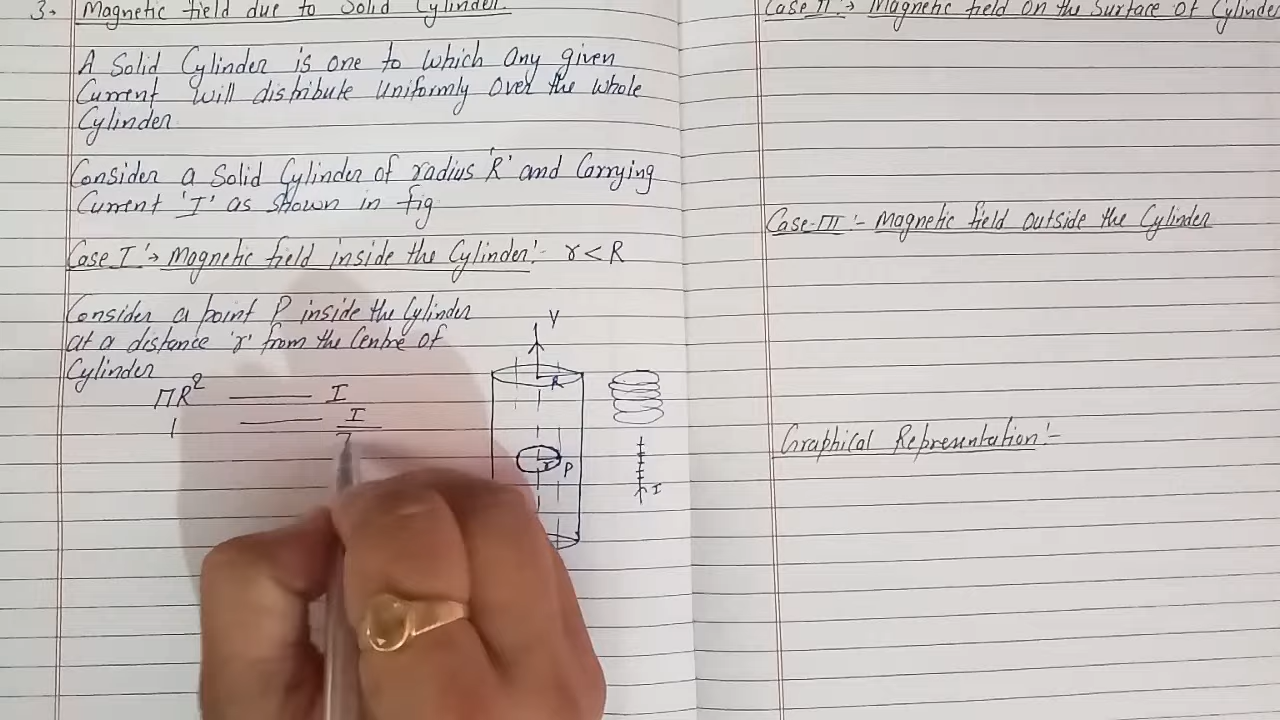 3. Magnetic field due to Solid Cylinder.
A Solid Cylinder is one to which any given
Current will distribute uniformly over the whole
Cylinder
Consider a Solid Cylinder of radius 'R' and Carrying
Current 'I' as shown in fig
Case I :→ Magnetic field inside the Cylinder :- r < R
Consider a point P inside the Cylinder
at a distance 'r' from the Centre of
Cylinder
ΠR² ——— I
1 ——— I
Y
R
r P
I
Case II :→ Magnetic field on the Surface of Cylinder
Case-III :- Magnetic field outside the Cylinder
Graphical Representation :-